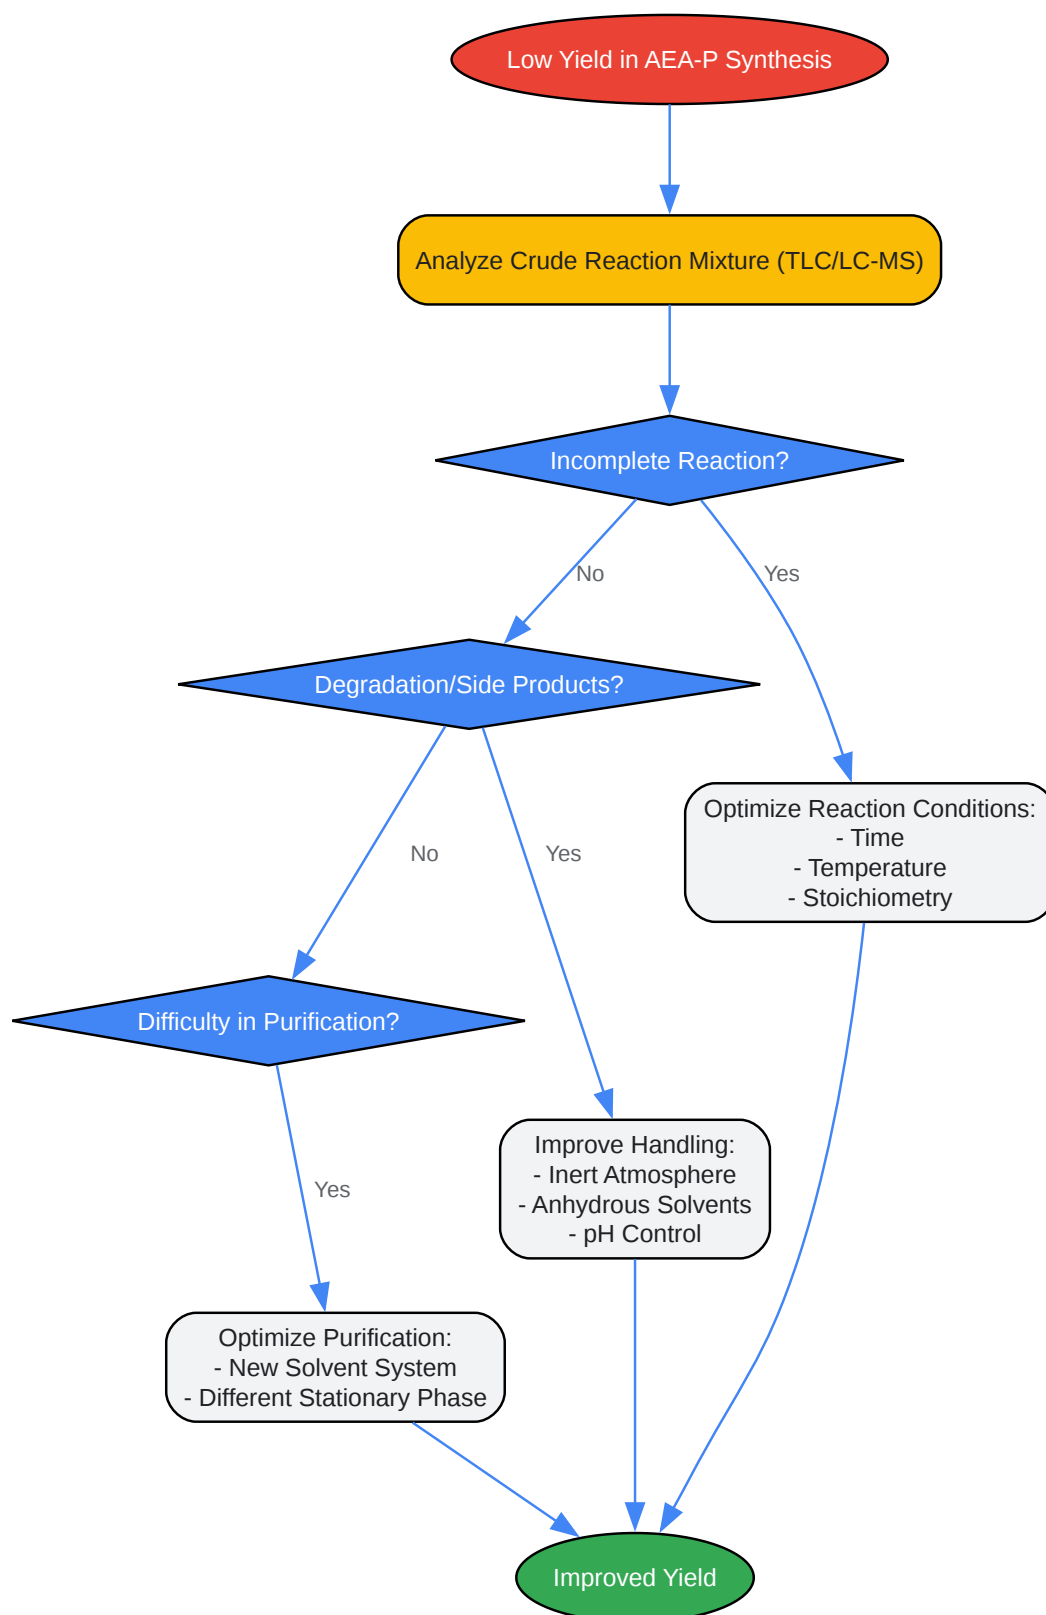 Low Yield in AEA-P Synthesis
Analyze Crude Reaction Mixture (TLC/LC-MS)
Incomplete Reaction?
No
Yes
Degradation/Side Products?
Optimize Reaction Conditions:
- Time
- Temperature
- Stoichiometry
No
Yes
Difficulty in Purification?
Improve Handling:
- Inert Atmosphere
- Anhydrous Solvents
- pH Control
Yes
Optimize Purification:
- New Solvent System
- Different Stationary Phase
Improved Yield